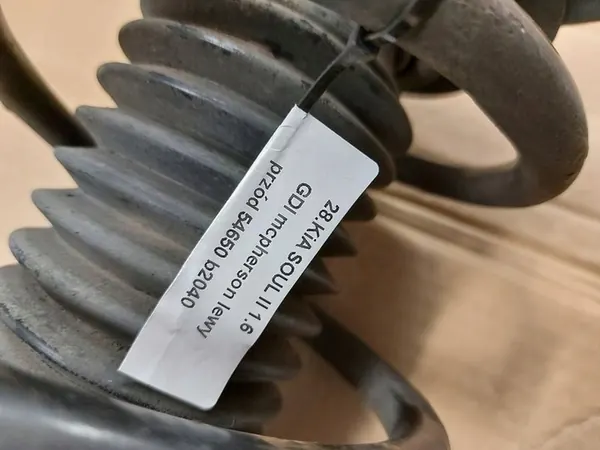 28.KiA SOUL II 1.6
GDI mcpherson lewy
przód 54650 b2040